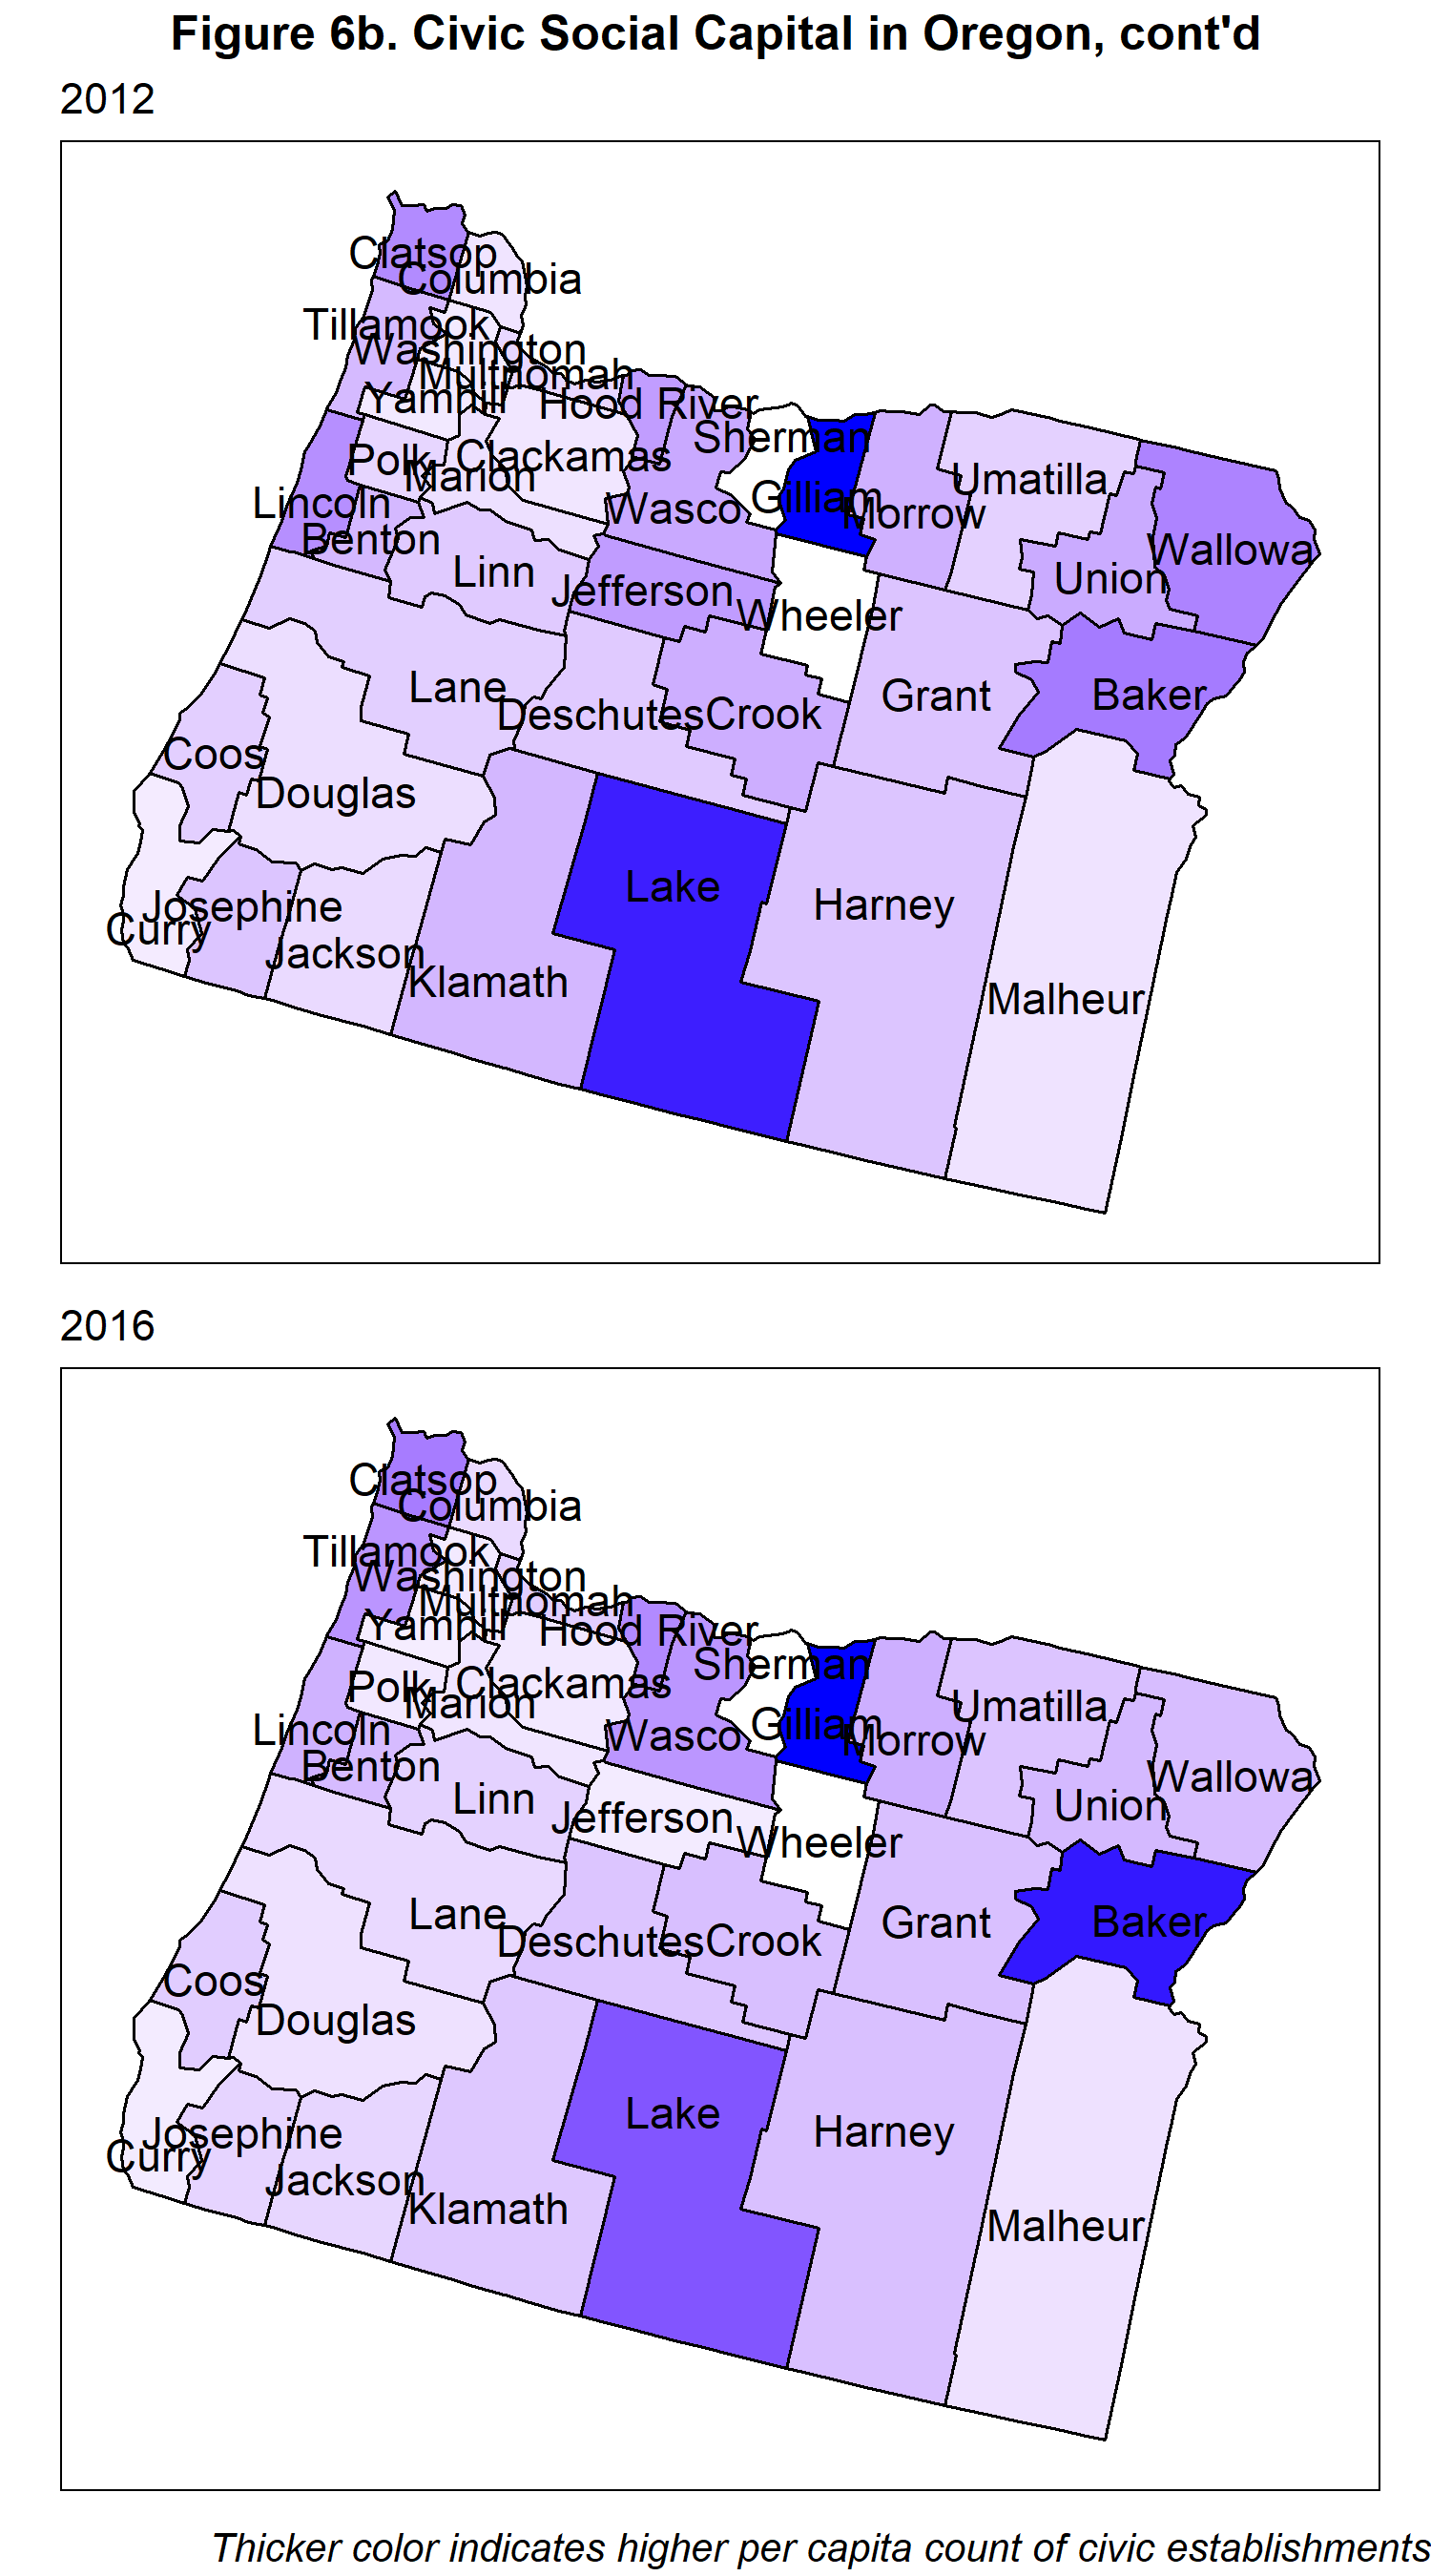 Figure 6b. Civic Social Capital in Oregon, cont'd
2012
Clatsop
Columbia
Tillamook
Washington
Multnomah
Yamhill
Hood River
Sherman
Polk
Clackamas
Marion
Umatilla
Lincoln
Gilliam
Wasco
Morrow
Benton
Wallowa
Linn
Union
Jefferson
Wheeler
Lane
Grant
Baker
Deschutes
Crook
Coos
Douglas
Lake
Harney
Josephine
Curry
Jackson
Klamath
Malheur
2016
Clatsop
Columbia
Tillamook
Washington
Multnomah
Yamhill
Hood River
Sherman
Polk
Clackamas
Marion
Umatilla
Lincoln
Gilliam
Wasco
Morrow
Benton
Wallowa
Linn
Union
Jefferson
Wheeler
Lane
Grant
Baker
Deschutes
Crook
Coos
Douglas
Lake
Harney
Josephine
Curry
Jackson
Klamath
Malheur
Thicker color indicates higher per capita count of civic establishments